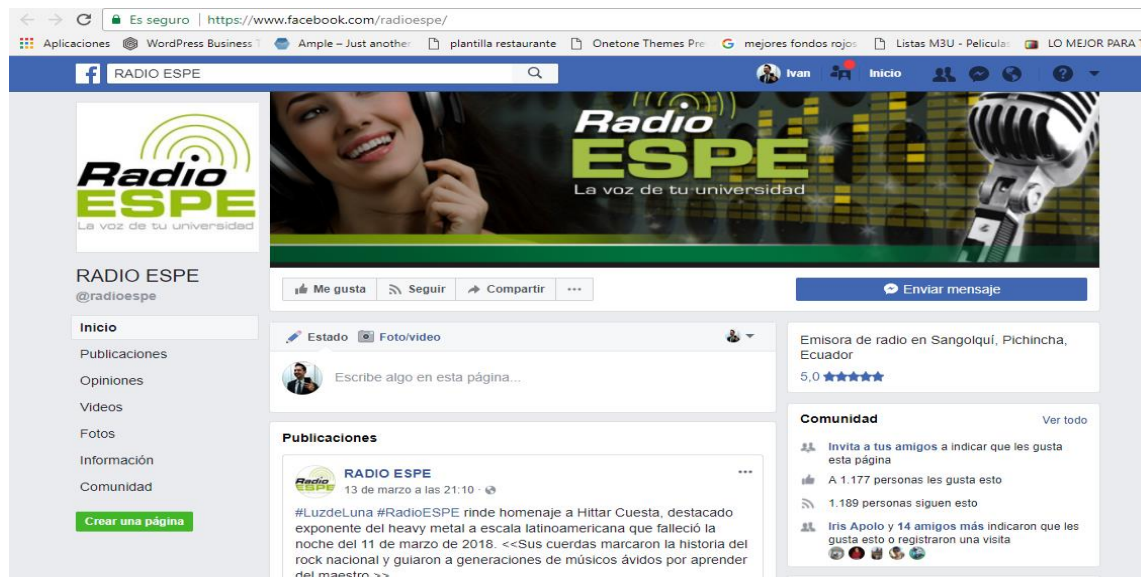 Es seguro | https://www.facebook.com/radioespe/
Aplicaciones WordPress Business T Ample – Just another plantilla restaurante Onetone Themes Pre mejores fondos rojos Listas M3U - Peliculas LO MEJOR PARA T
RADIO ESPE Ivan Inicio
Radio
ESPE
La voz de tu universidad
Radio
ESPE
La voz de tu universidad
RADIO ESPE
@radioespe
Inicio
Publicaciones
Opiniones
Videos
Fotos
Información
Comunidad
Crear una página
Me gusta Seguir Compartir ...
Enviar mensaje
Estado Foto/video
Escribe algo en esta página...
Publicaciones
Radio
ESPE
RADIO ESPE
13 de marzo a las 21:10 ·
#LuzdeLuna #RadioESPE rinde homenaje a Hittar Cuesta, destacado
exponente del heavy metal a escala latinoamericana que falleció la
noche del 11 de marzo de 2018. <<Sus cuerdas marcaron la historia del
rock nacional y guiaron a generaciones de músicos ávidos por aprender
del maestro.>>
Emisora de radio en Sangolquí, Pichincha,
Ecuador
5,0
Comunidad Ver todo
Invita a tus amigos a indicar que les gusta
esta página
A 1.177 personas les gusta esto
1.189 personas siguen esto
Iris Apolo y 14 amigos más indicaron que les
gusta esto o registraron una visita